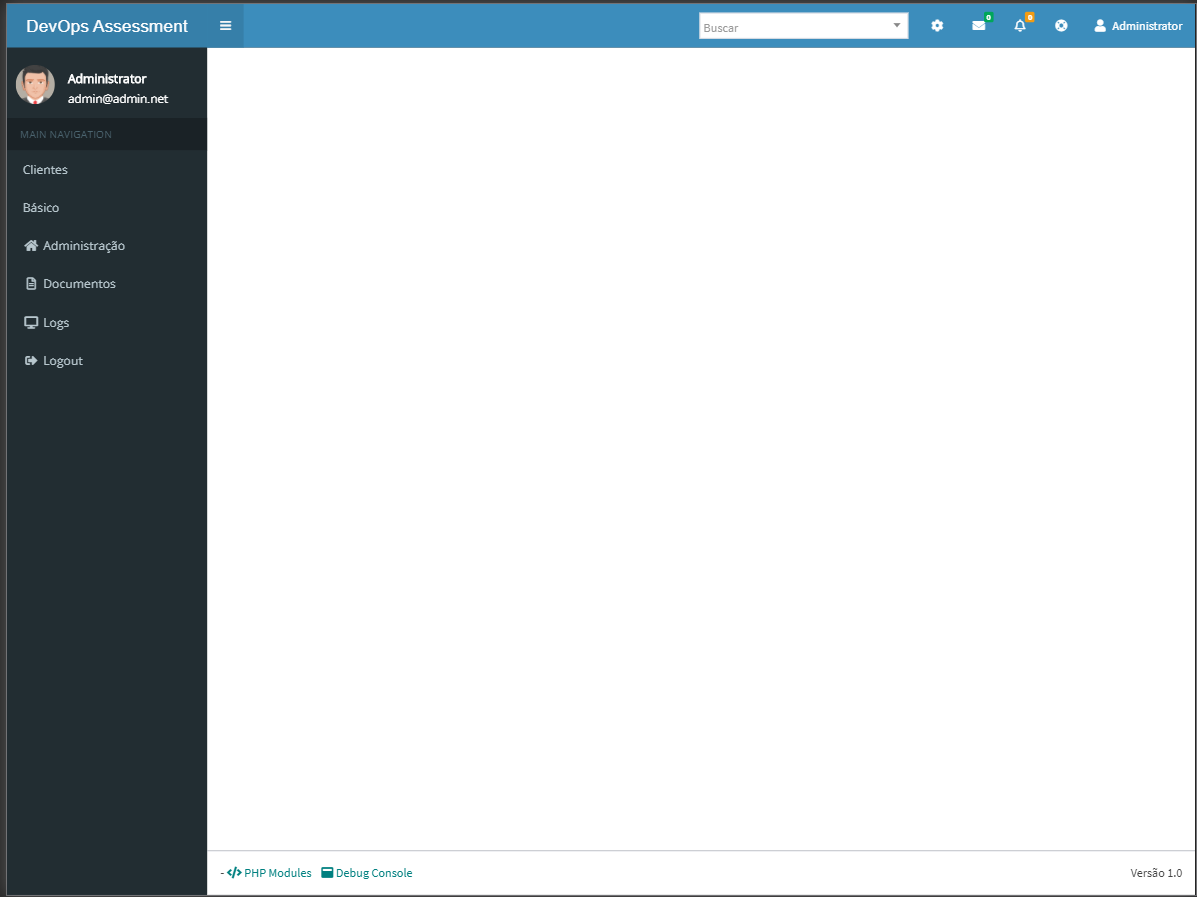 DevOps Assessment
Buscar
0
0
Administrator
Administrator
admin@admin.net
MAIN NAVIGATION
Clientes
Básico
Administração
Documentos
Logs
Logout
- PHP Modules Debug Console
Versão 1.0